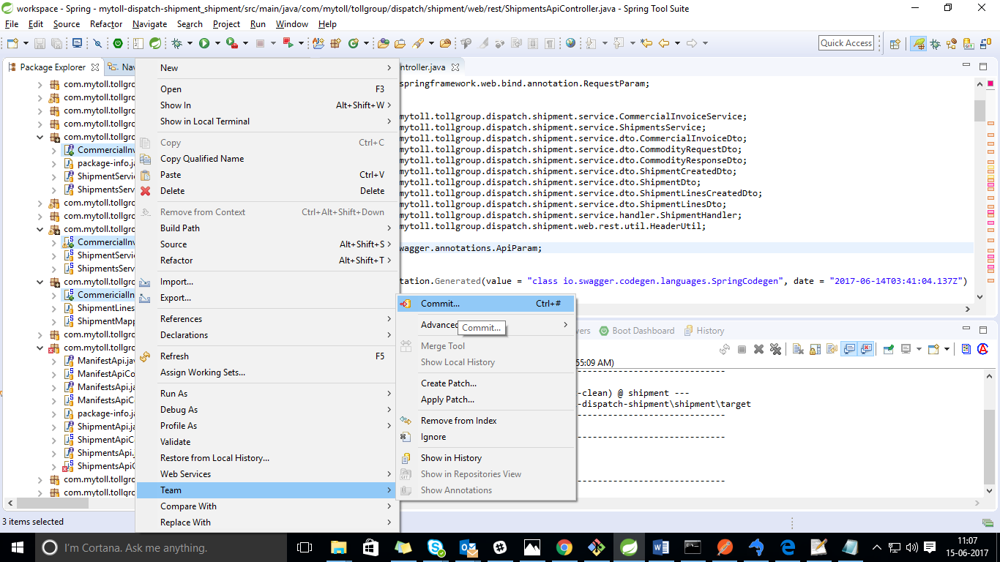 workspace - Spring - mytoll-dispatch-shipment_shipment/src/main/java/com/mytoll/tollgroup/dispatch/shipment/web/rest/ShipmentsApiController.java - Spring Tool Suite
File Edit Source Refactor Navigate Search Project Run Window Help
Quick Access
Package Explorer
Nav
ntroller.java
com.mytoll.tollgro
com.mytoll.tollgro
com.mytoll.tollgro
com.mytoll.tollgro
com.mytoll.tollgro
CommercialInv
package-info.ja
ShipmentServic
ShipmentsServ
com.mytoll.tollgro
com.mytoll.tollgro
com.mytoll.tollgro
CommercialInv
ShipmentServic
ShipmentsServ
com.mytoll.tollgro
CommericialIn
ShipmentLines
ShipmentMapp
com.mytoll.tollgro
com.mytoll.tollgro
ManifestApi.jav
ManifestApiCo
ManifestsApi.ja
ManifestsApiC
package-info.ja
ShipmentApi.ja
ShipmentApiCo
ShipmentsApi.j
ShipmentsApiC
com.mytoll.tollgro
com.mytoll.tollgro
New
Open F3
Show In Alt+Shift+W
Show in Local Terminal
Copy Ctrl+C
Copy Qualified Name
Paste Ctrl+V
Delete Delete
Remove from Context Ctrl+Alt+Shift+Down
Build Path
Source Alt+Shift+S
Refactor Alt+Shift+T
Import...
Export...
References
Declarations
Refresh F5
Assign Working Sets...
Run As
Debug As
Profile As
Validate
Restore from Local History...
Web Services
Team
Compare With
Replace With
Commit... Ctrl+#
Advanced
Commit...
Merge Tool
Show Local History
Create Patch...
Apply Patch...
Remove from Index
Ignore
Show in History
Show in Repositories View
Show Annotations
springframework.web.bind.annotation.RequestParam;
mytoll.tollgroup.dispatch.shipment.service.CommercialInvoiceService;
mytoll.tollgroup.dispatch.shipment.service.ShipmentsService;
mytoll.tollgroup.dispatch.shipment.service.dto.CommercialInvoiceDto;
mytoll.tollgroup.dispatch.shipment.service.dto.CommodityRequestDto;
mytoll.tollgroup.dispatch.shipment.service.dto.CommodityResponseDto;
mytoll.tollgroup.dispatch.shipment.service.dto.ShipmentCreatedDto;
mytoll.tollgroup.dispatch.shipment.service.dto.ShipmentDto;
mytoll.tollgroup.dispatch.shipment.service.dto.ShipmentLinesCreatedDto;
mytoll.tollgroup.dispatch.shipment.service.dto.ShipmentLinesDto;
mytoll.tollgroup.dispatch.shipment.service.handler.ShipmentHandler;
mytoll.tollgroup.dispatch.shipment.web.rest.util.HeaderUtil;
wagger.annotations.ApiParam;
tation.Generated(value = "class io.swagger.codegen.languages.SpringCodegen", date = "2017-06-14T03:41:04.137Z")
vers Boot Dashboard History
55:09 AM)
-clean) @ shipment ---
-dispatch-shipment\shipment\target
3 items selected
I'm Cortana. Ask me anything.
11:07
15-06-2017